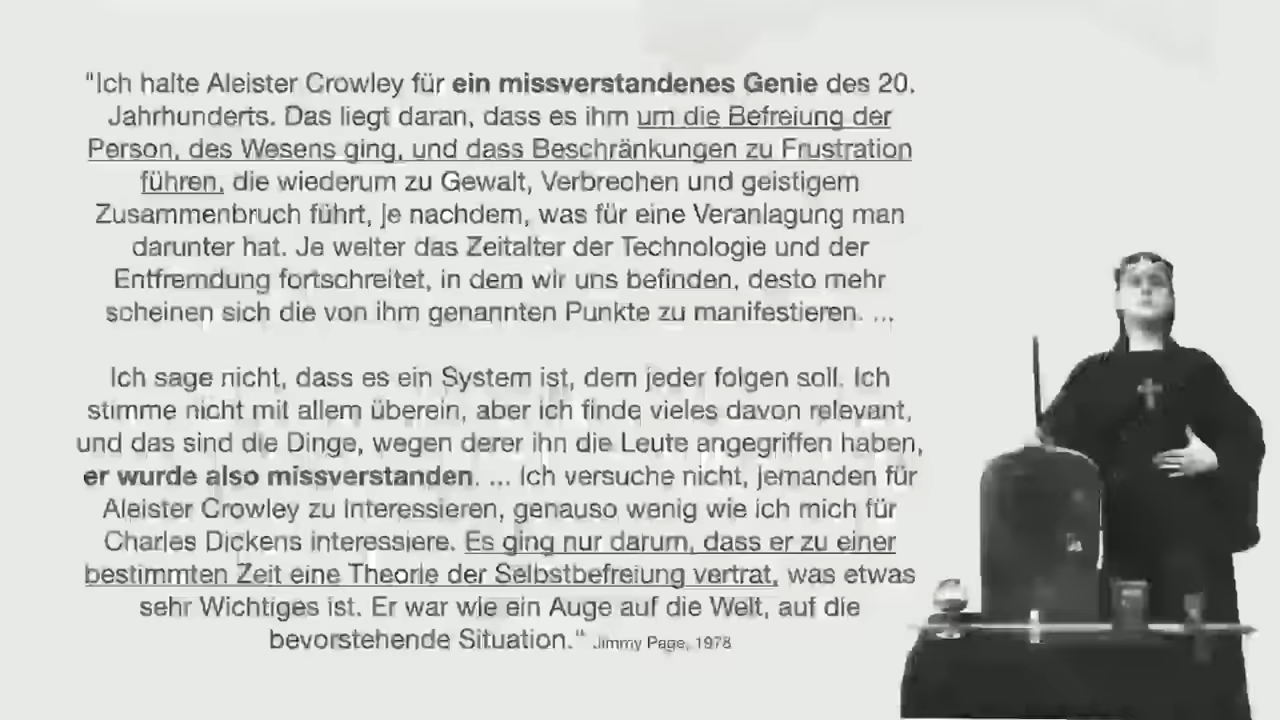 "Ich halte Aleister Crowley für ein missverstandenes Genie des 20.
Jahrhunderts. Das liegt daran, dass es ihm um die Befreiung der
Person, des Wesens ging, und dass Beschränkungen zu Frustration
führen, die wiederum zu Gewalt, Verbrechen und geistigem
Zusammenbruch führt, je nachdem, was für eine Veranlagung man
darunter hat. Je weiter das Zeitalter der Technologie und der
Entfremdung fortschreitet, in dem wir uns befinden, desto mehr
scheinen sich die von ihm genannten Punkte zu manifestieren. ...
Ich sage nicht, dass es ein System ist, dem jeder folgen soll. Ich
stimme nicht mit allem überein, aber ich finde vieles davon relevant,
und das sind die Dinge, wegen derer ihn die Leute angegriffen haben,
er wurde also missverstanden. ... Ich versuche nicht, jemanden für
Aleister Crowley zu interessieren, genauso wenig wie ich mich für
Charles Dickens interessiere. Es ging nur darum, dass er zu einer
bestimmten Zeit eine Theorie der Selbstbefreiung vertrat, was etwas
sehr Wichtiges ist. Er war wie ein Auge auf die Welt, auf die
bevorstehende Situation." Jimmy Page, 1978